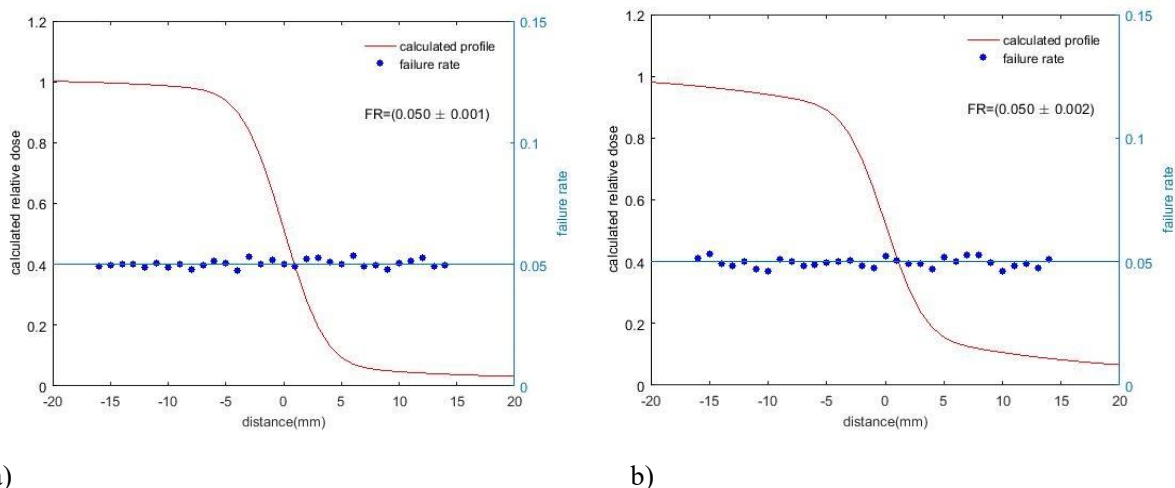 1.2
1
0.8
0.6
0.4
0.2
0
calculated relative dose
0.15
0.1
0.05
0
failure rate
calculated profile
failure rate
FR=(0.050 ± 0.001)
-20 -15 -10 -5 0 5 10 15 20
distance(mm)
1.2
1
0.8
0.6
0.4
0.2
0
calculated relative dose
0.15
0.1
0.05
0
failure rate
calculated profile
failure rate
FR=(0.050 ± 0.002)
-20 -15 -10 -5 0 5 10 15 20
distance(mm)
)
b)